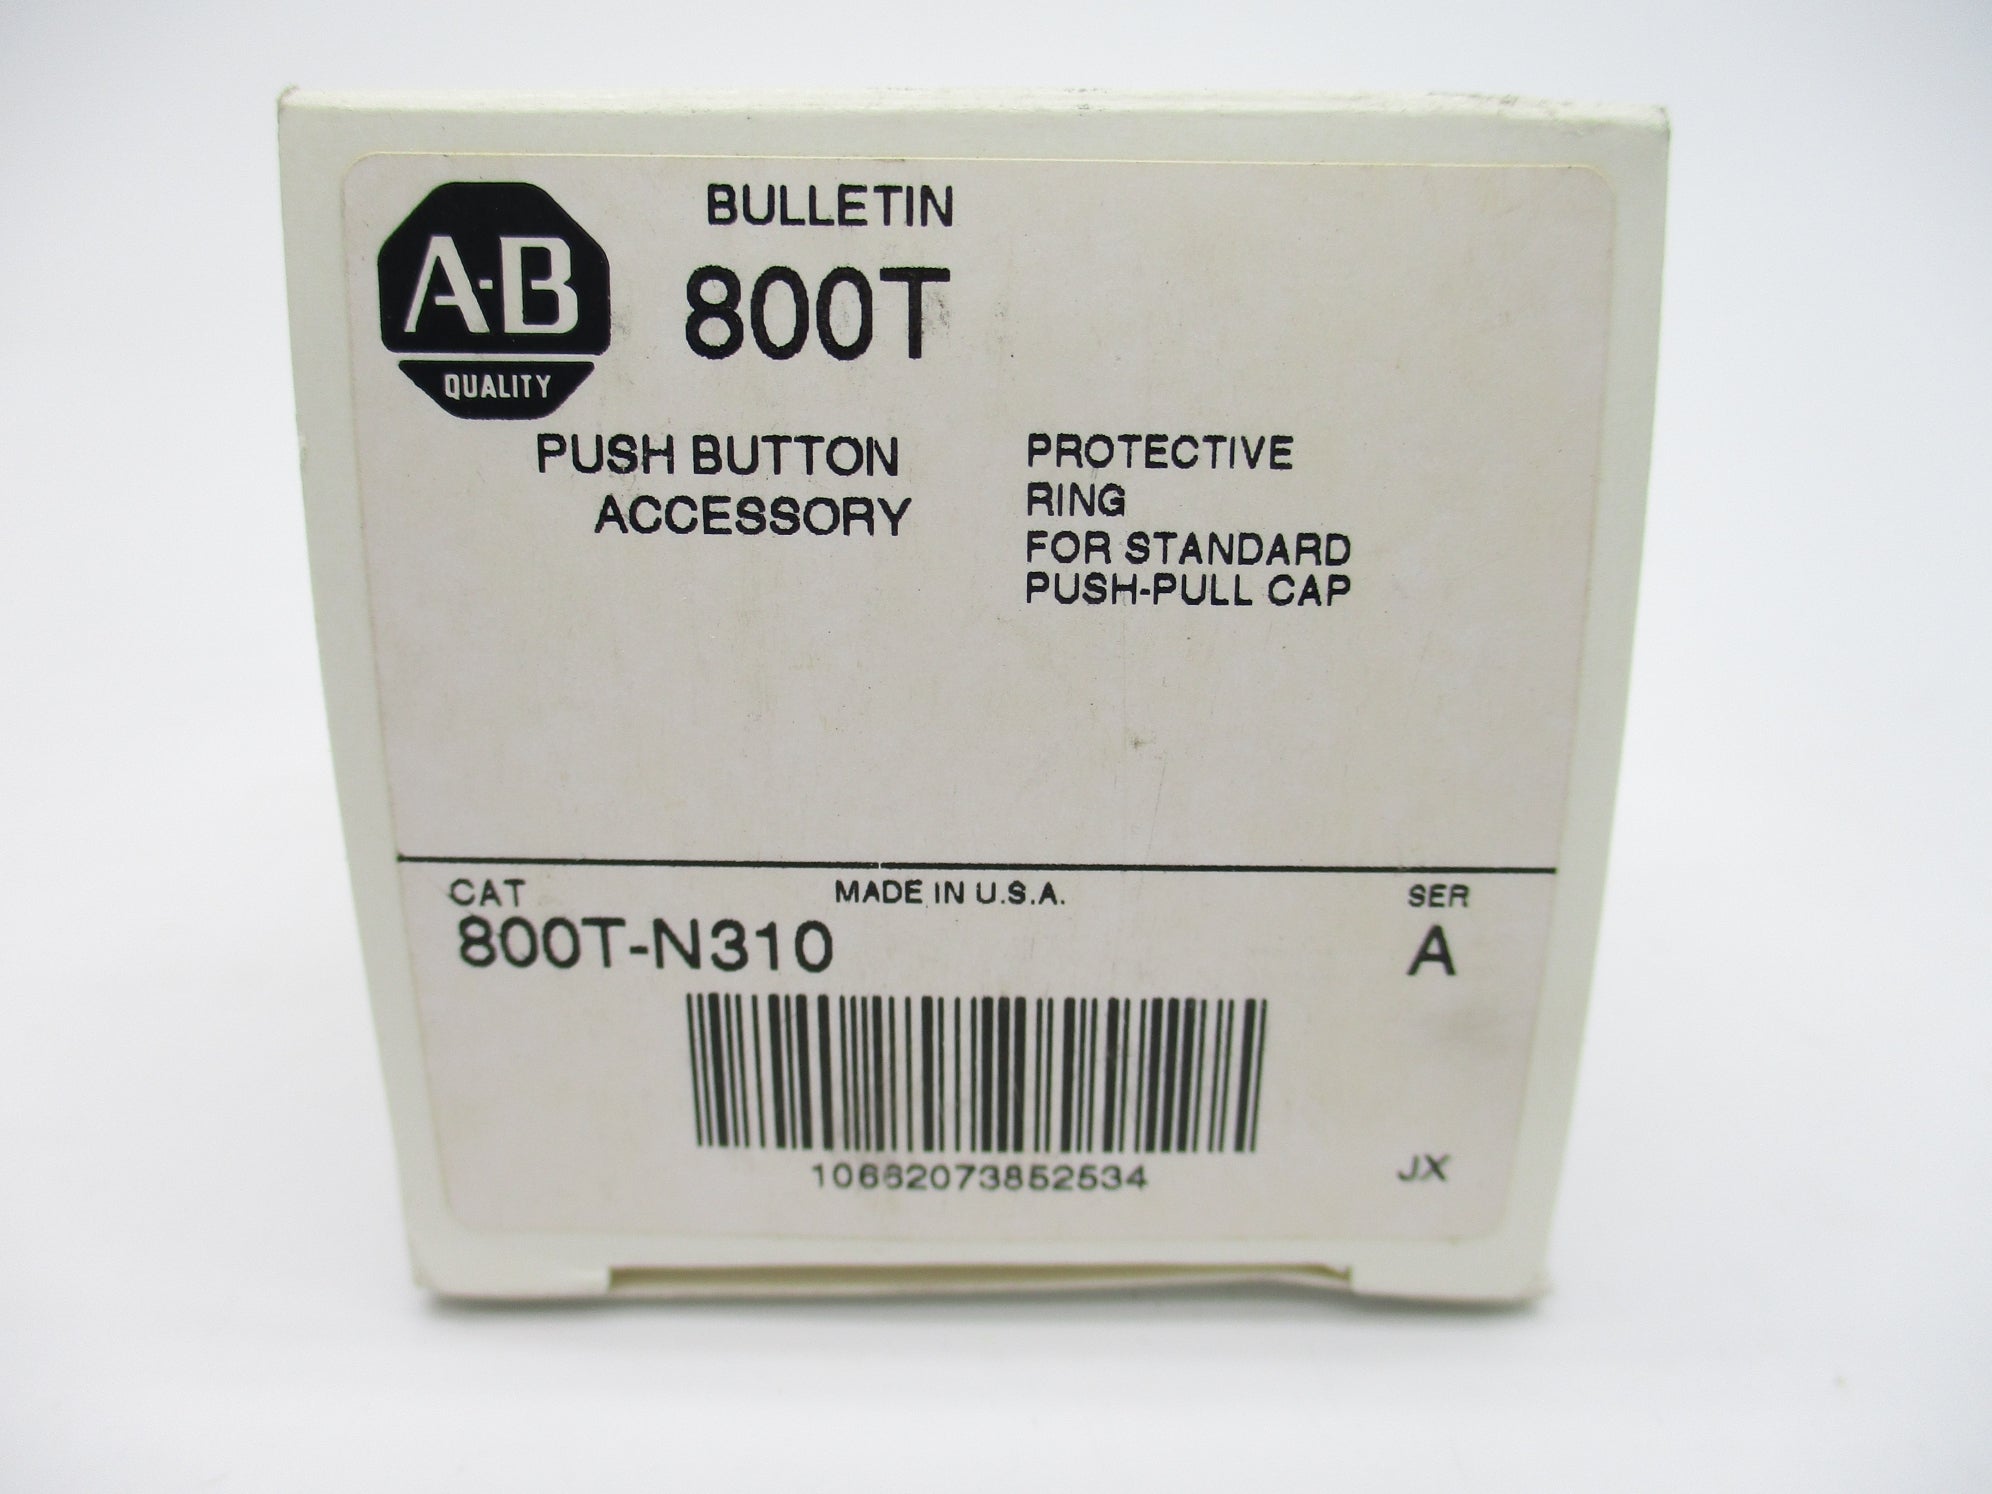 A-B
QUALITY
BULLETIN
800T
PUSH BUTTON
ACCESSORY
PROTECTIVE
RING
FOR STANDARD
PUSH-PULL CAP
CAT
800T-N310
MADE IN U.S.A.
SER
A
10662073852534
JX